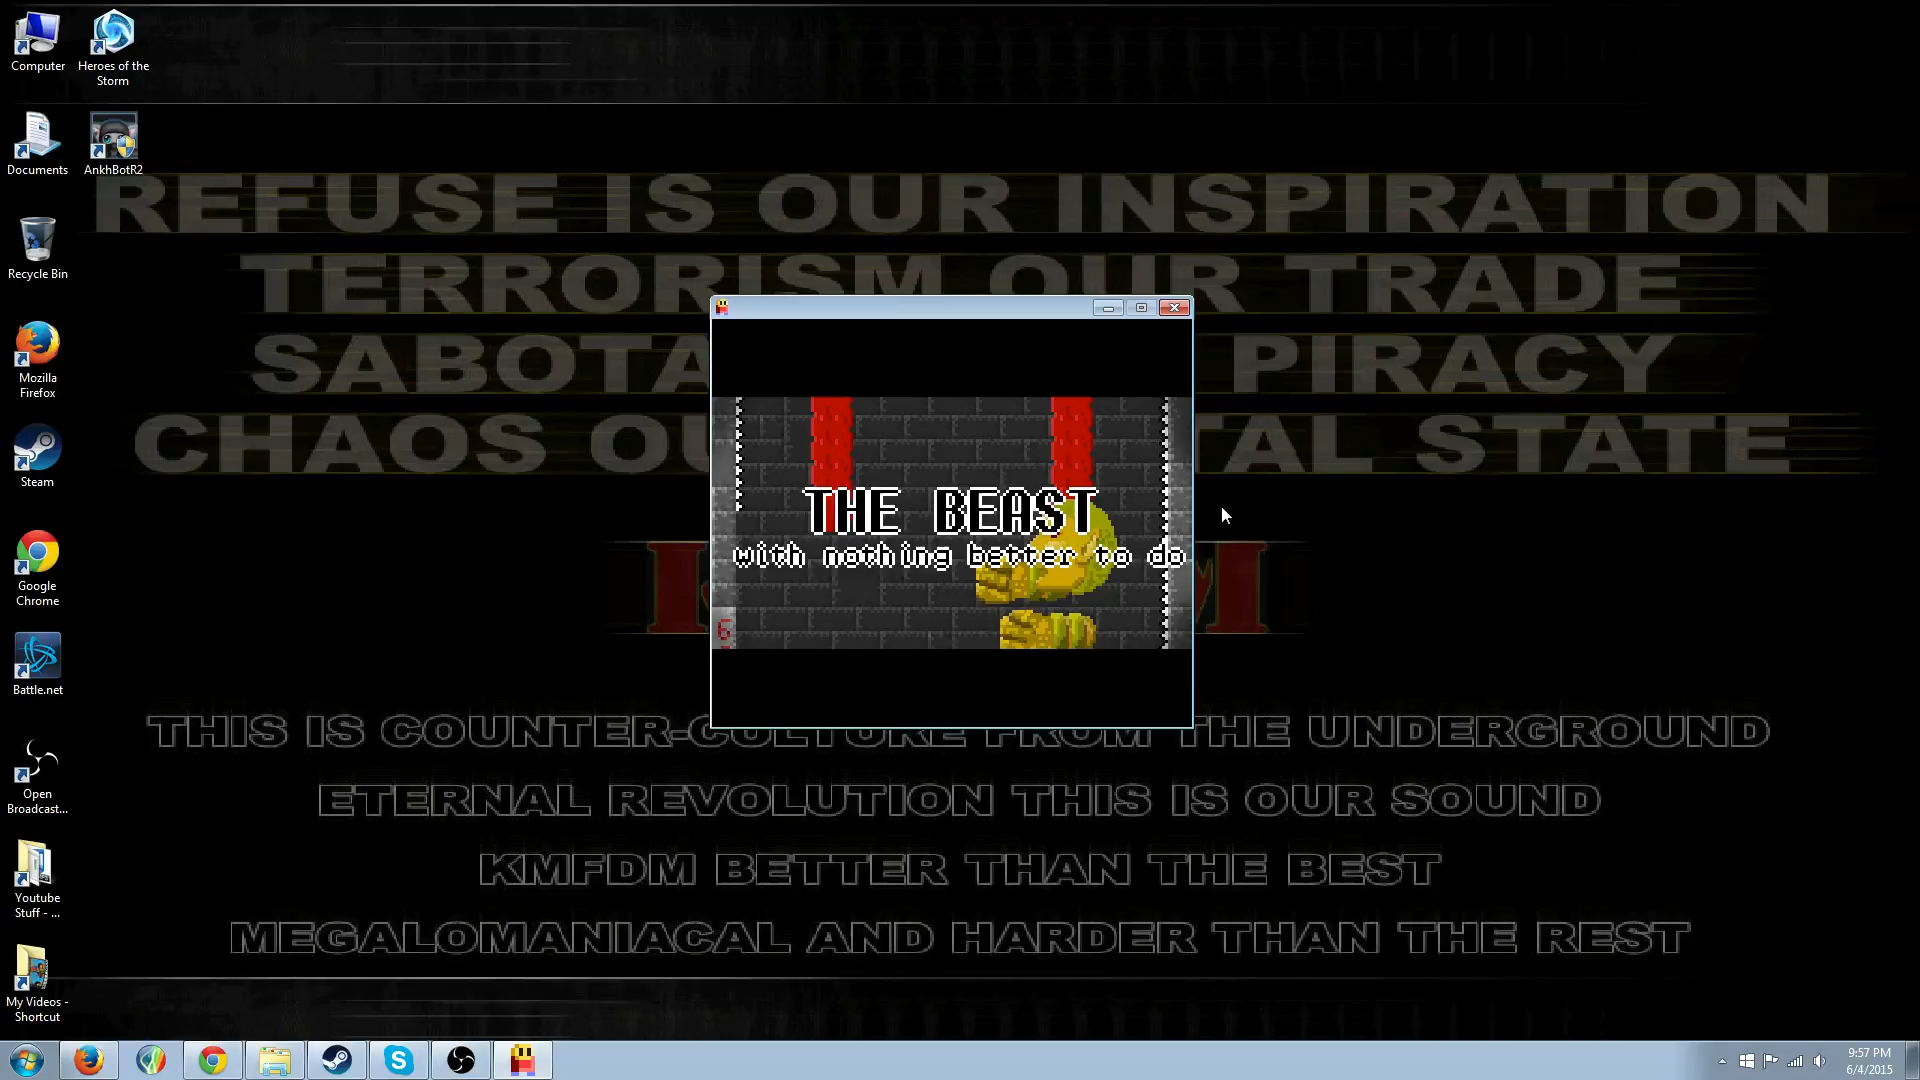 Computer
Heroes of the
Storm
Documents
AnkhBotR2
Recycle Bin
Mozilla
Firefox
Steam
Google
Chrome
Battle.net
Open
Broadcast...
Youtube
Stuff - ...
My Videos -
Shortcut
REFUSE IS OUR INSPIRATION
TERRORISM OUR TRADE
SABOTA PIRACY
CHAOS OU TAL STATE
THE BEAST
with nothing better to do
6
THIS IS COUNTER-CULTURE FROM THE UNDERGROUND
ETERNAL REVOLUTION THIS IS OUR SOUND
KMFDM BETTER THAN THE BEST
MEGALOMANIACAL AND HARDER THAN THE REST
9:57 PM
6/4/2015